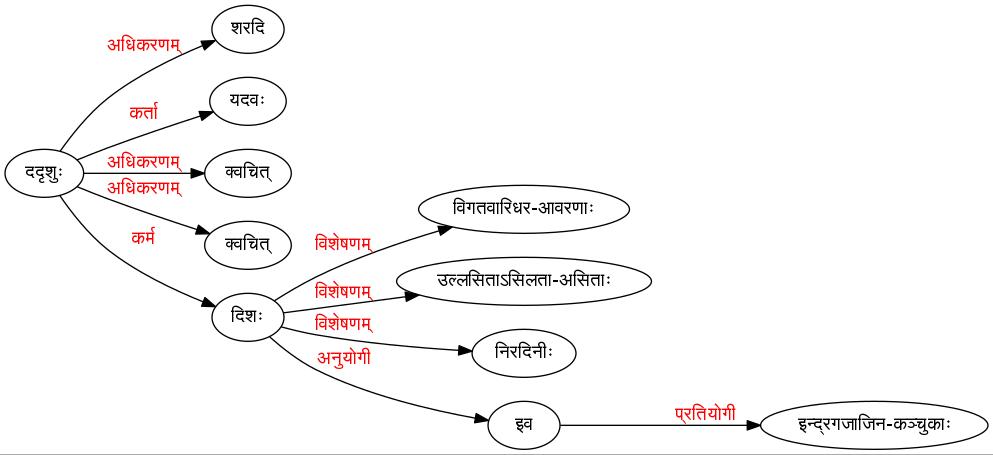 शरदि
अधिकरणम्
यदवः
कर्ता
अधिकरणम्
क्वचित्
ददृशुः
अधिकरणम्
विगतवारिधर-आवरणाः
क्वचित्
कर्म
विशेषणम्
उल्लसिताऽसिलता-असिताः
विशेषणम्
दिशः
विशेषणम्
निरदिनीः
अनुयोगी
प्रतियोगी
इव
इन्द्रगजाजिन-कञ्चुकाः